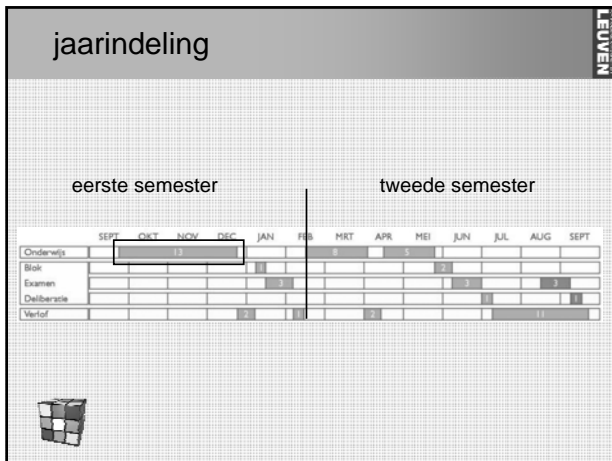 jaarindeling
LEUVEN
eerste semester tweede semester
SEPT OKT NOV DEC JAN FEB MRT APR MEI JUN JUL AUG SEPT
Onderwijs 13 8 5
Blok 1 2
Examen 3 3 3
Deliberatie 1 1
Verlof 2 1 2 11